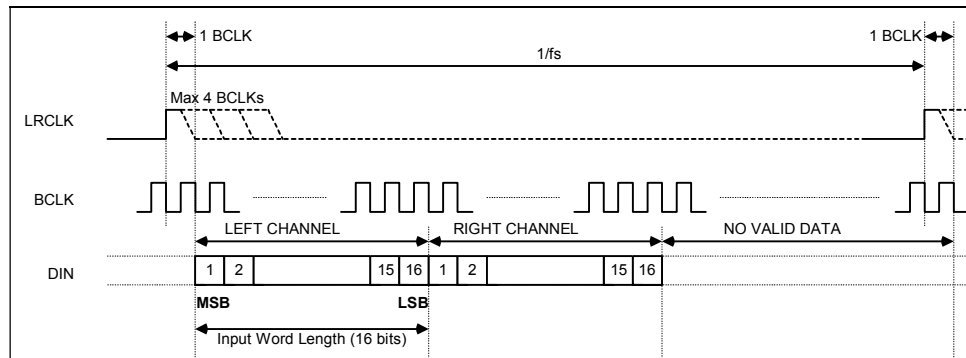 1 BCLK
1 BCLK
1/fs
Max 4 BCLKs
LRCLK
BCLK
LEFT CHANNEL
RIGHT CHANNEL
NO VALID DATA
DIN
1 2 15 16 1 2 15 16
MSB
LSB
Input Word Length (16 bits)